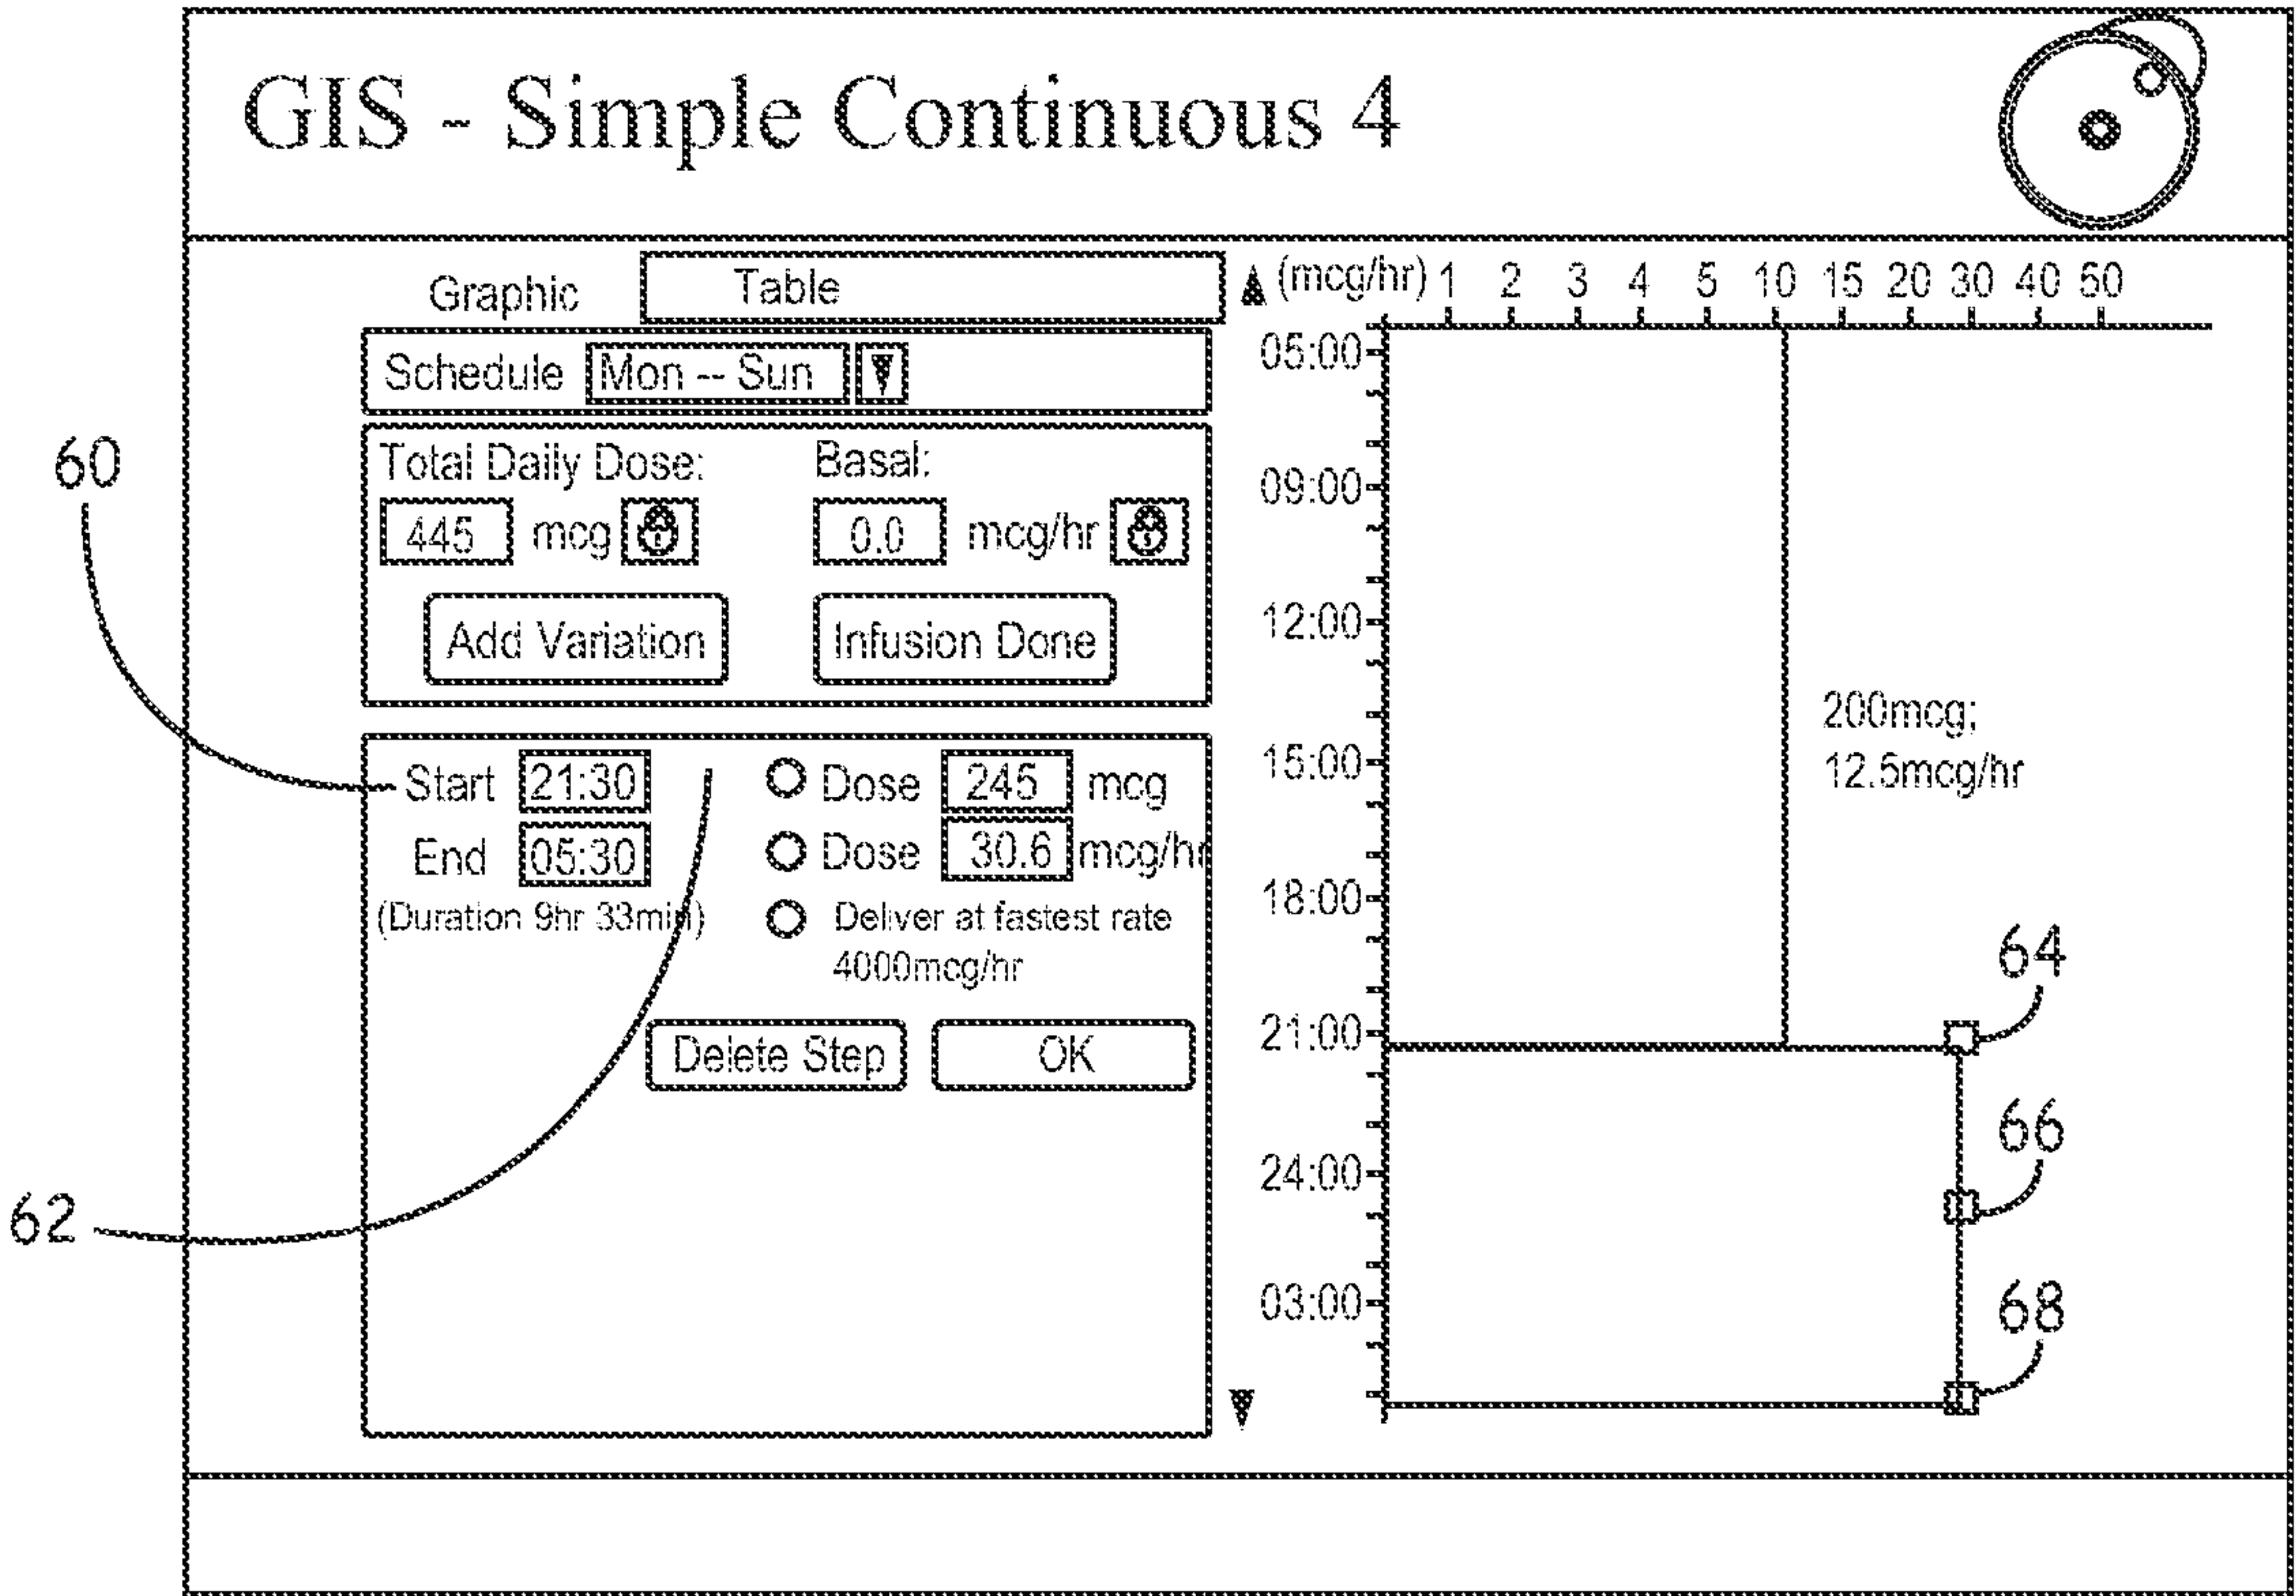 GIS - Simple Continuous 4
Graphic Table
Schedule Mon -- Sun
Total Daily Dose: Basal:
445 mcg 0.0 mcg/hr
Add Variation Infusion Done
60
Start 21:30 Dose 245 mcg
End 05:30 Dose 30.6 mcg/hr
(Duration 9hr 33min) Deliver at fastest rate
4000mcg/hr
Delete Step OK
62
(mcg/hr) 1 2 3 4 5 10 15 20 30 40 50
05:00
09:00
12:00
200mcg;
15:00 12.5mcg/hr
18:00
64
21:00
66
24:00
03:00 68